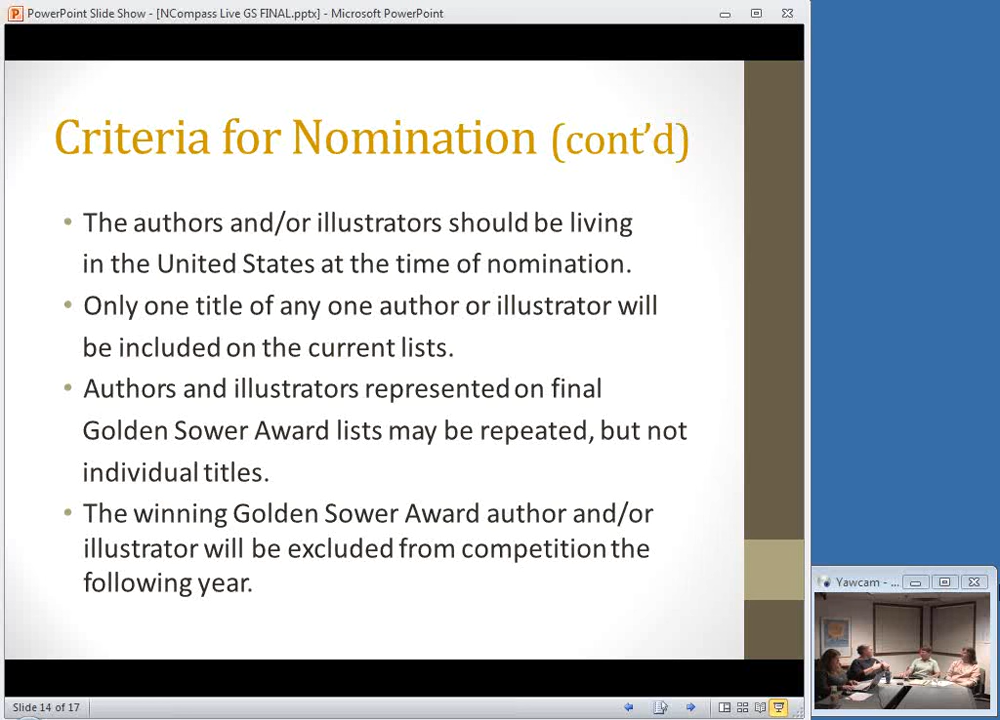 PowerPoint Slide Show - [NCompass Live GS FINAL.pptx] - Microsoft PowerPoint
Criteria for Nomination (cont’d)
• The authors and/or illustrators should be living
in the United States at the time of nomination.
• Only one title of any one author or illustrator will
be included on the current lists.
• Authors and illustrators represented on final
Golden Sower Award lists may be repeated, but not
individual titles.
• The winning Golden Sower Award author and/or
illustrator will be excluded from competition the
following year.
Yawcam - ...
Slide 14 of 17